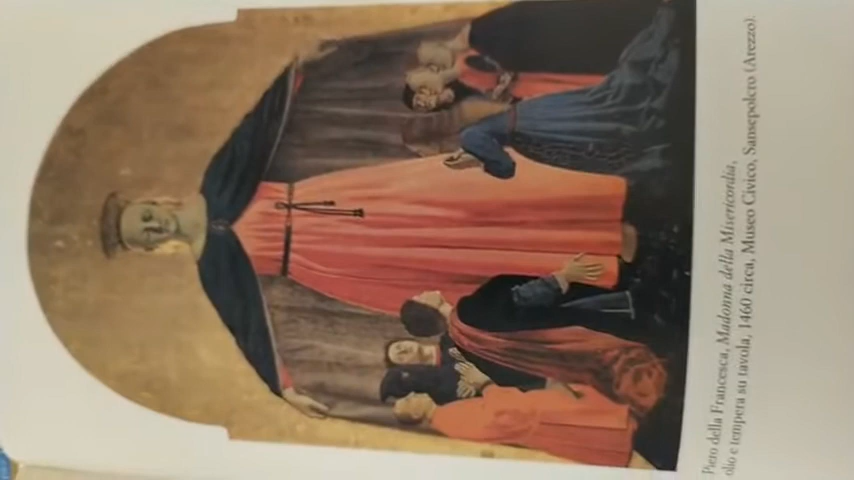 Piero della Francesca, Madonna della Misericordia,
olio e tempera su tavola, 1460 circa, Museo Civico, Sansepolcro (Arezzo).